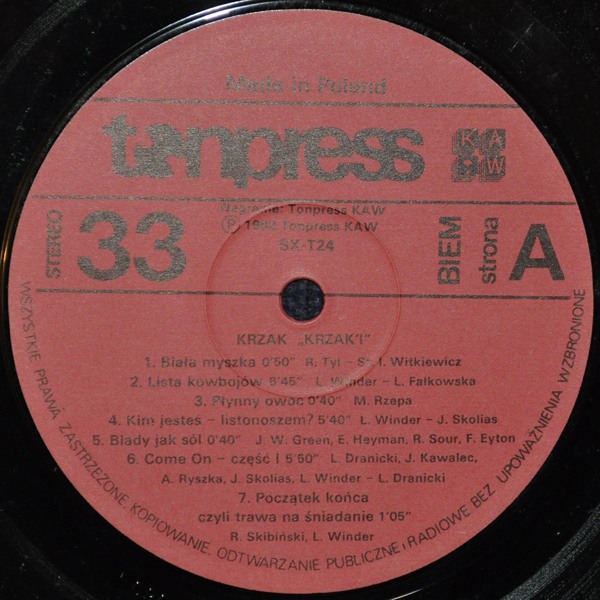 Made in Poland
tonpress
KAW
STEREO
33
Nagranie: Tonpress KAW
Ⓟ 1983 Tonpress KAW
SX-T24
BIEM
strona
A
KRZAK „KRZAK'I"
1. Biała myszka 0'50" R. Tyl – St. I. Witkiewicz
2. Lista kowbojów 8'45" L. Winder – L. Falkowska
3. Płynny owoc 0'40" M. Rzepa
4. Kim jesteś – listonoszem? 5'40" L. Winder – J. Skolias
5. Blady jak sól 0'40" J. W. Green, E. Heyman, R. Sour, F. Eyton
6. Come On – część I 5'50" L. Dranicki, J. Kawalec,
A. Ryszka, J. Skolias, L. Winder – L. Dranicki
7. Początek końca
czyli trawa na śniadanie 1'05"
R. Skibiński, L. Winder
WSZYSTKIE PRAWA ZASTRZEŻONE. KOPIOWANIE, ODTWARZANIE PUBLICZNE i RADIOWE BEZ UPOWAŻNIENIA WZBRONIONE